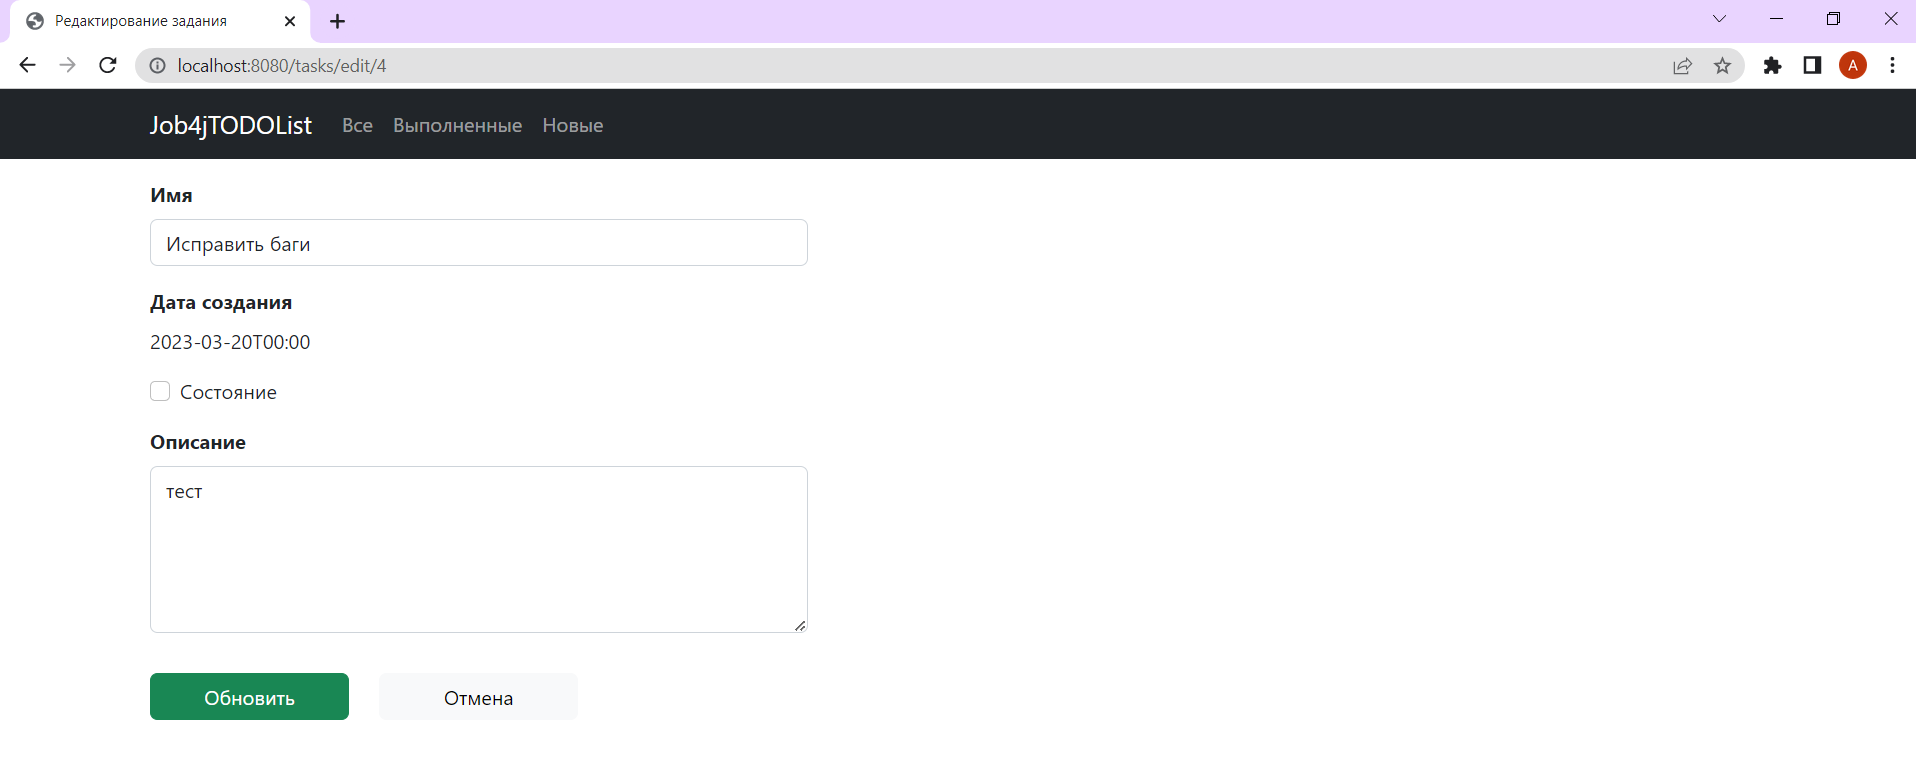 Редактирование задания
localhost:8080/tasks/edit/4
A
Job4jTODOList Все Выполненные Новые
Имя
Исправить баги
Дата создания
2023-03-20T00:00
Состояние
Описание
тест
Обновить Отмена